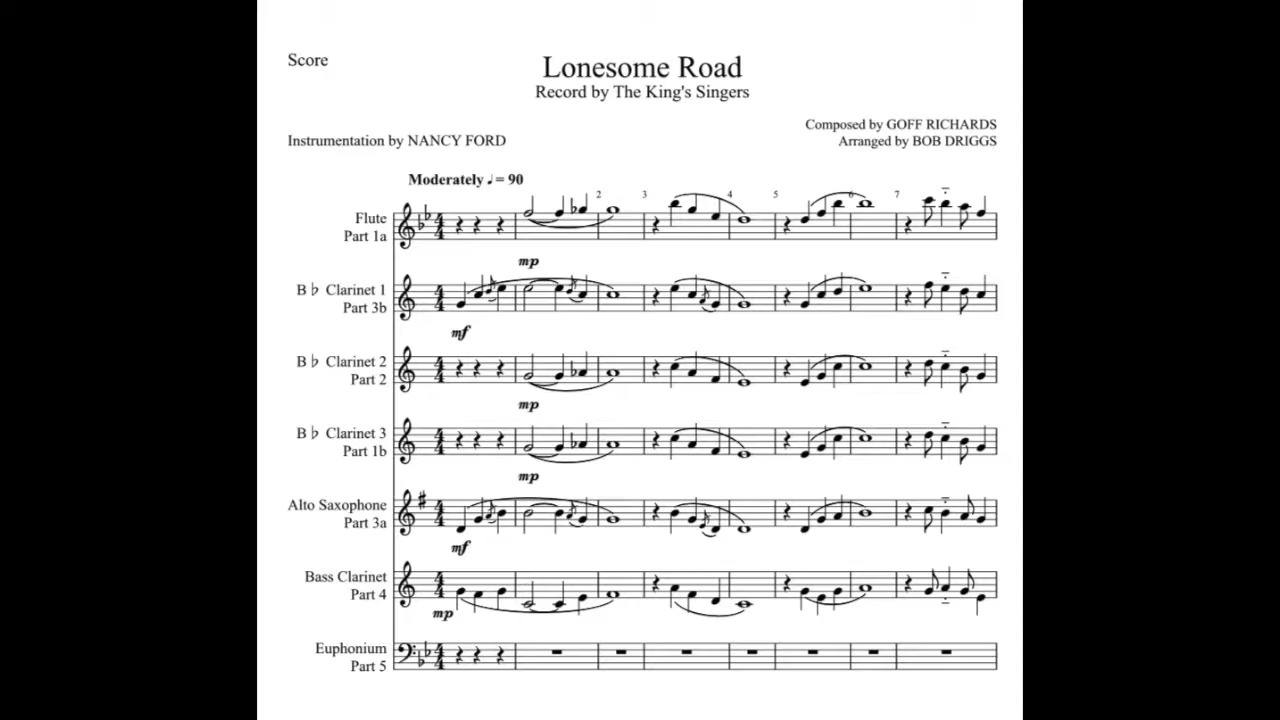 Score
Lonesome Road
Record by The King's Singers
Composed by GOFF RICHARDS
Instrumentation by NANCY FORD
Arranged by BOB DRIGGS
Moderately ♩ = 90
2 3 4 5 6 7
Flute
Part 1a
mp
B♭ Clarinet 1
Part 3b
mf
B♭ Clarinet 2
Part 2
mp
B♭ Clarinet 3
Part 1b
mp
Alto Saxophone
Part 3a
mf
Bass Clarinet
Part 4
mp
Euphonium
Part 5